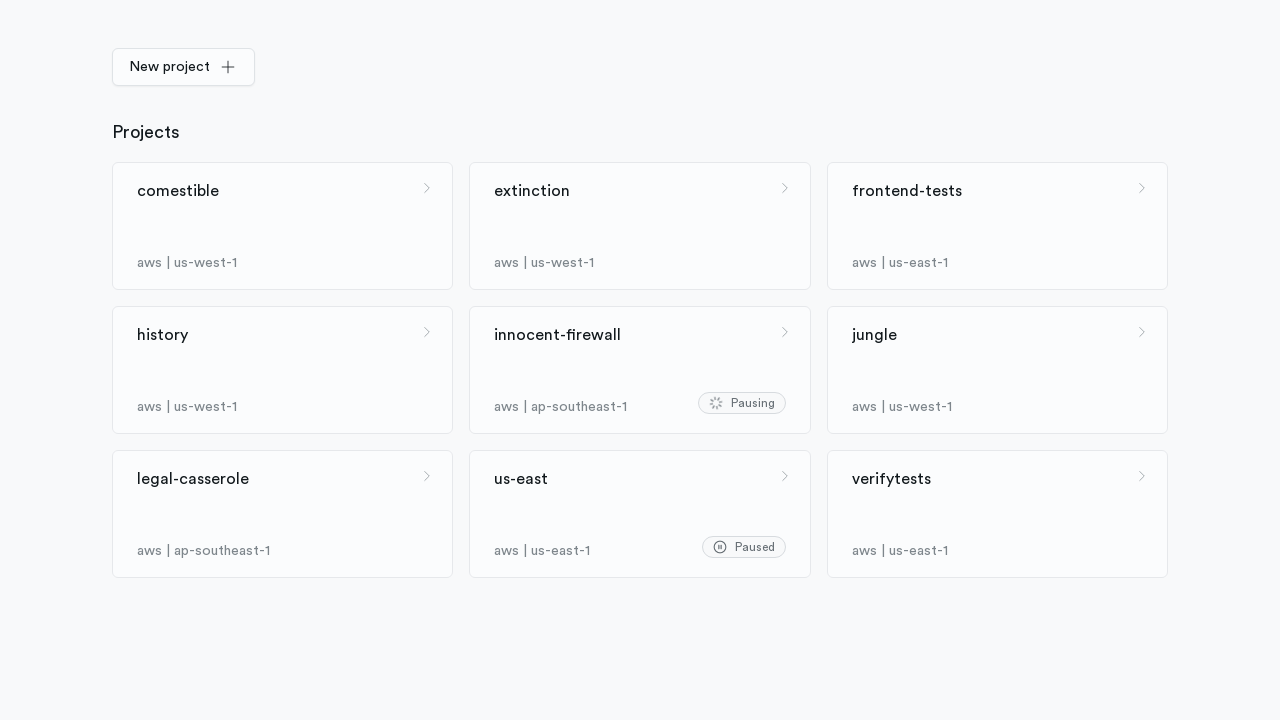 New project
Projects
comestible
aws | us-west-1
extinction
aws | us-west-1
frontend-tests
aws | us-east-1
history
aws | us-west-1
innocent-firewall
aws | ap-southeast-1
Pausing
jungle
aws | us-west-1
legal-casserole
aws | ap-southeast-1
us-east
aws | us-east-1
Paused
verifytests
aws | us-east-1